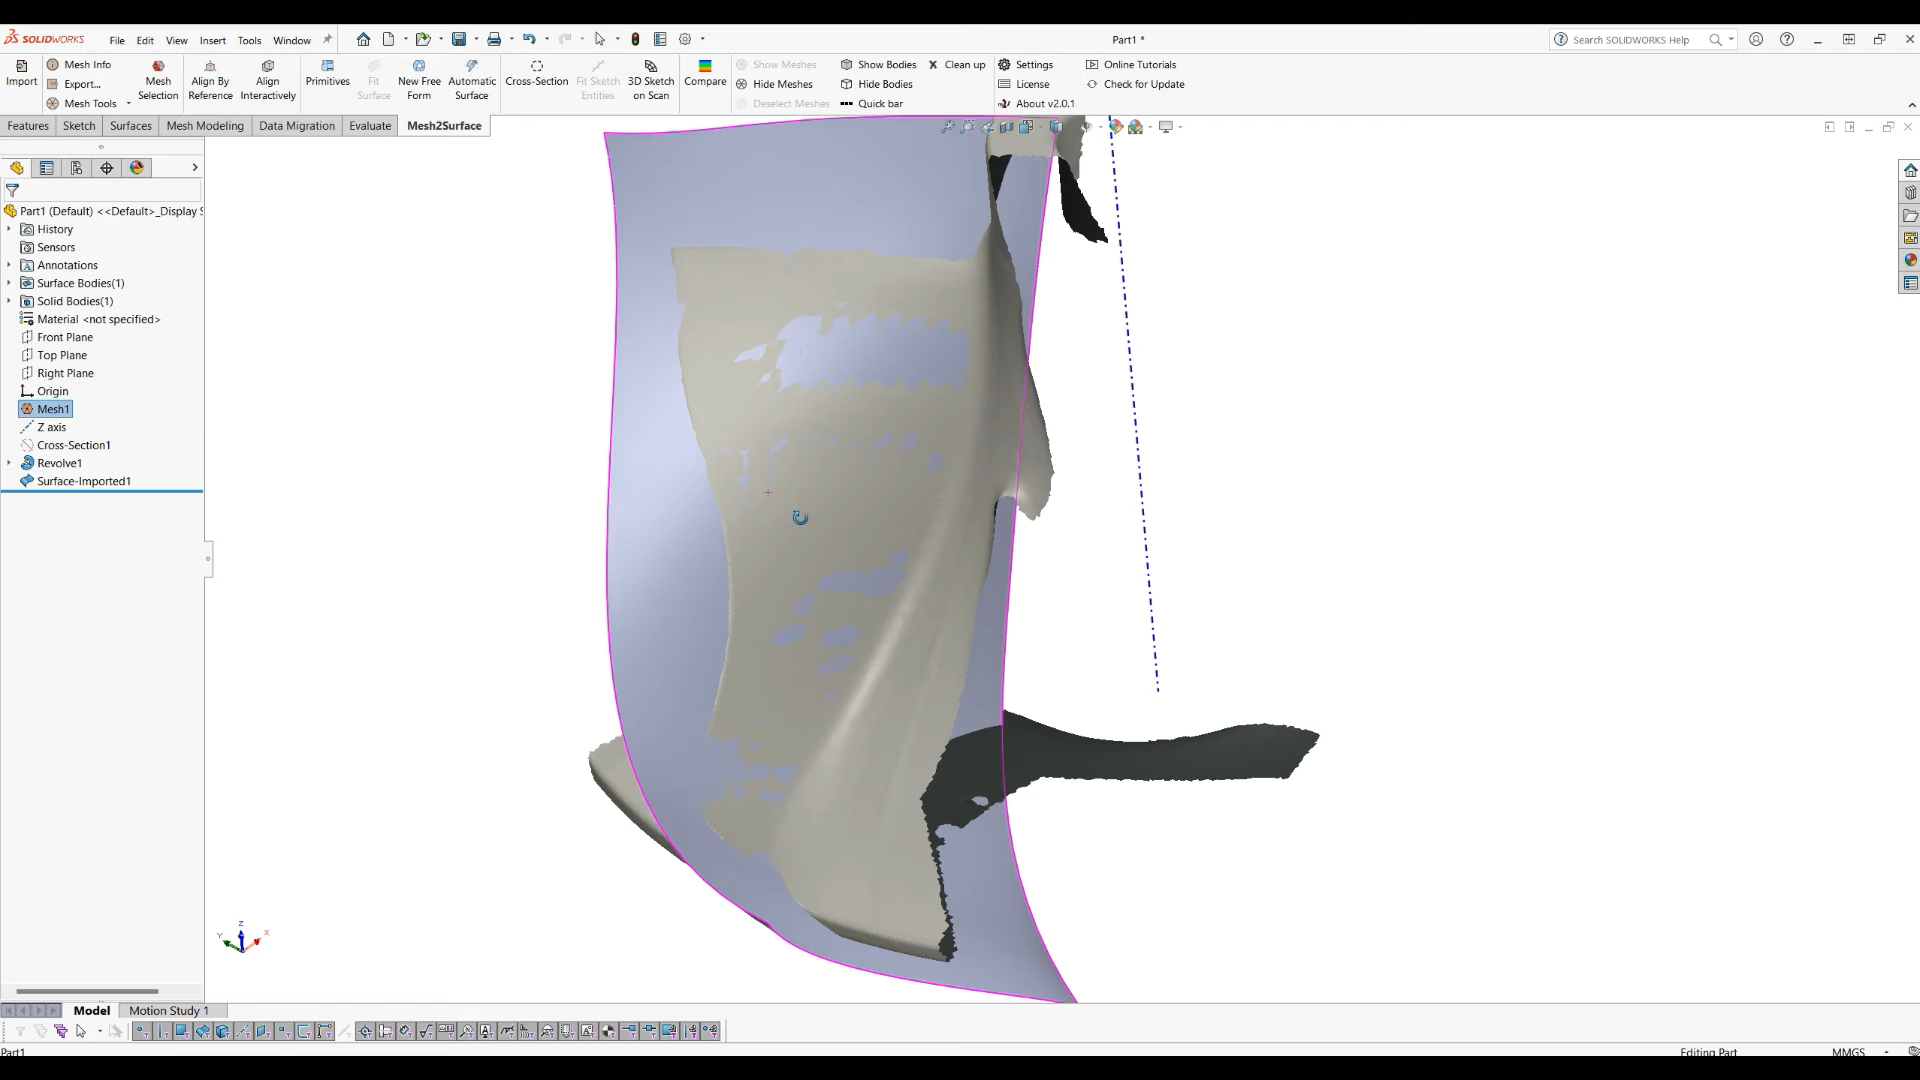 SOLIDWORKS File Edit View Insert Tools Window Part1 * Search SOLIDWORKS Help
Import Mesh Info Export... Mesh Tools Mesh Selection Align By Reference Align Interactively Primitives Fit Surface New Free Form Automatic Surface Cross-Section Fit Sketch Entities 3D Sketch on Scan Compare Show Meshes Hide Meshes Deselect Meshes Show Bodies Hide Bodies Quick bar Clean up Settings License About v2.0.1 Online Tutorials Check for Update
Features Sketch Surfaces Mesh Modeling Data Migration Evaluate Mesh2Surface
Part1 (Default) <<Default>_Display S
History
Sensors
Annotations
Surface Bodies(1)
Solid Bodies(1)
Material <not specified>
Front Plane
Top Plane
Right Plane
Origin
Mesh1
Z axis
Cross-Section1
Revolve1
Surface-Imported1
Z
Y X
Model Motion Study 1
Part1 Editing Part MMGS